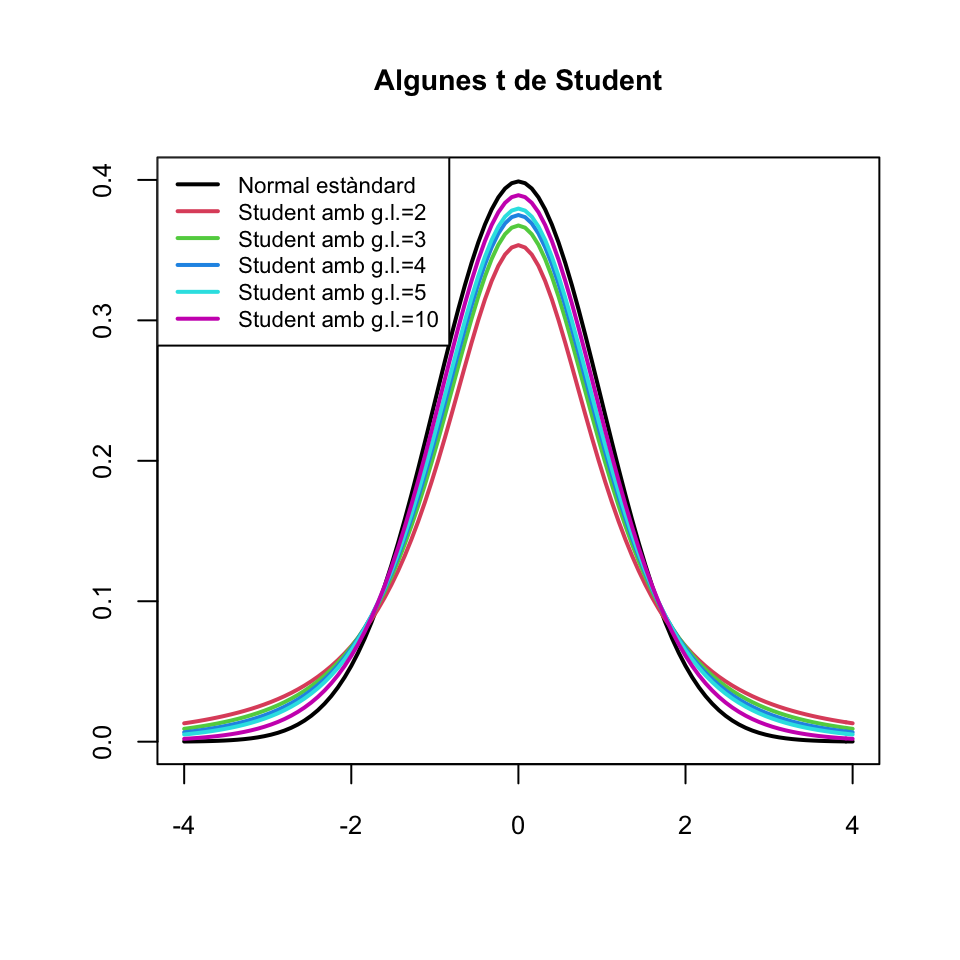 Algunes t de Student
Normal estàndard
Student amb g.l.=2
Student amb g.l.=3
Student amb g.l.=4
Student amb g.l.=5
Student amb g.l.=10
0.4
0.3
0.2
0.1
0.0
-4 -2 0 2 4